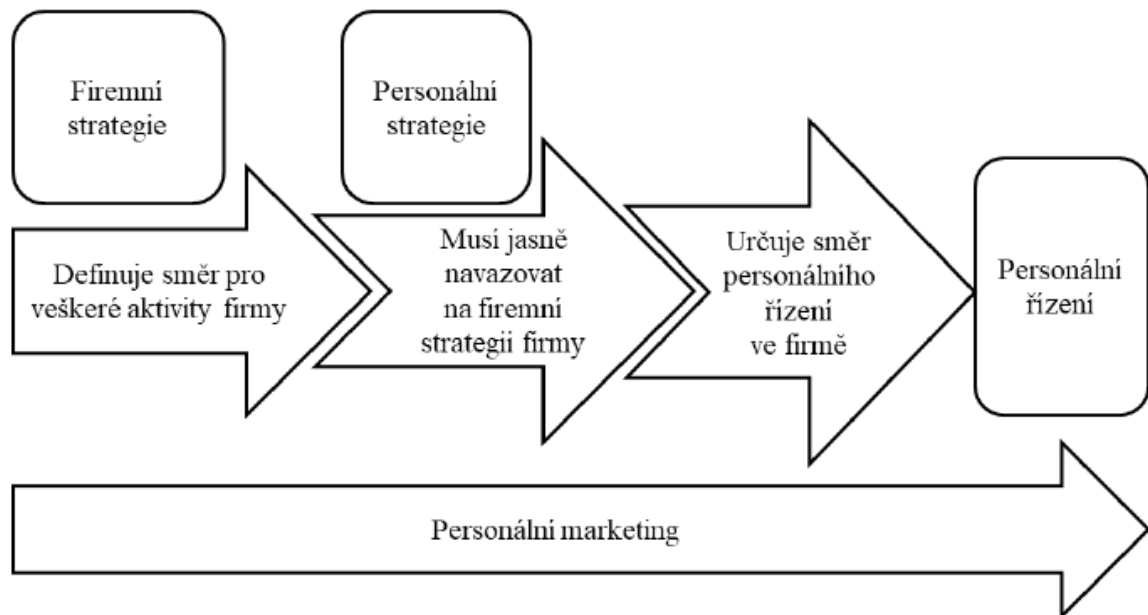 Firemní
strategie
Personální
strategie
Definuje směr pro
veškeré aktivity firmy
Musí jasně
navazovat
na firemní
strategii firmy
Určuje směr
personálního
řízení
ve firmě
Personální
řízení
Personální marketing